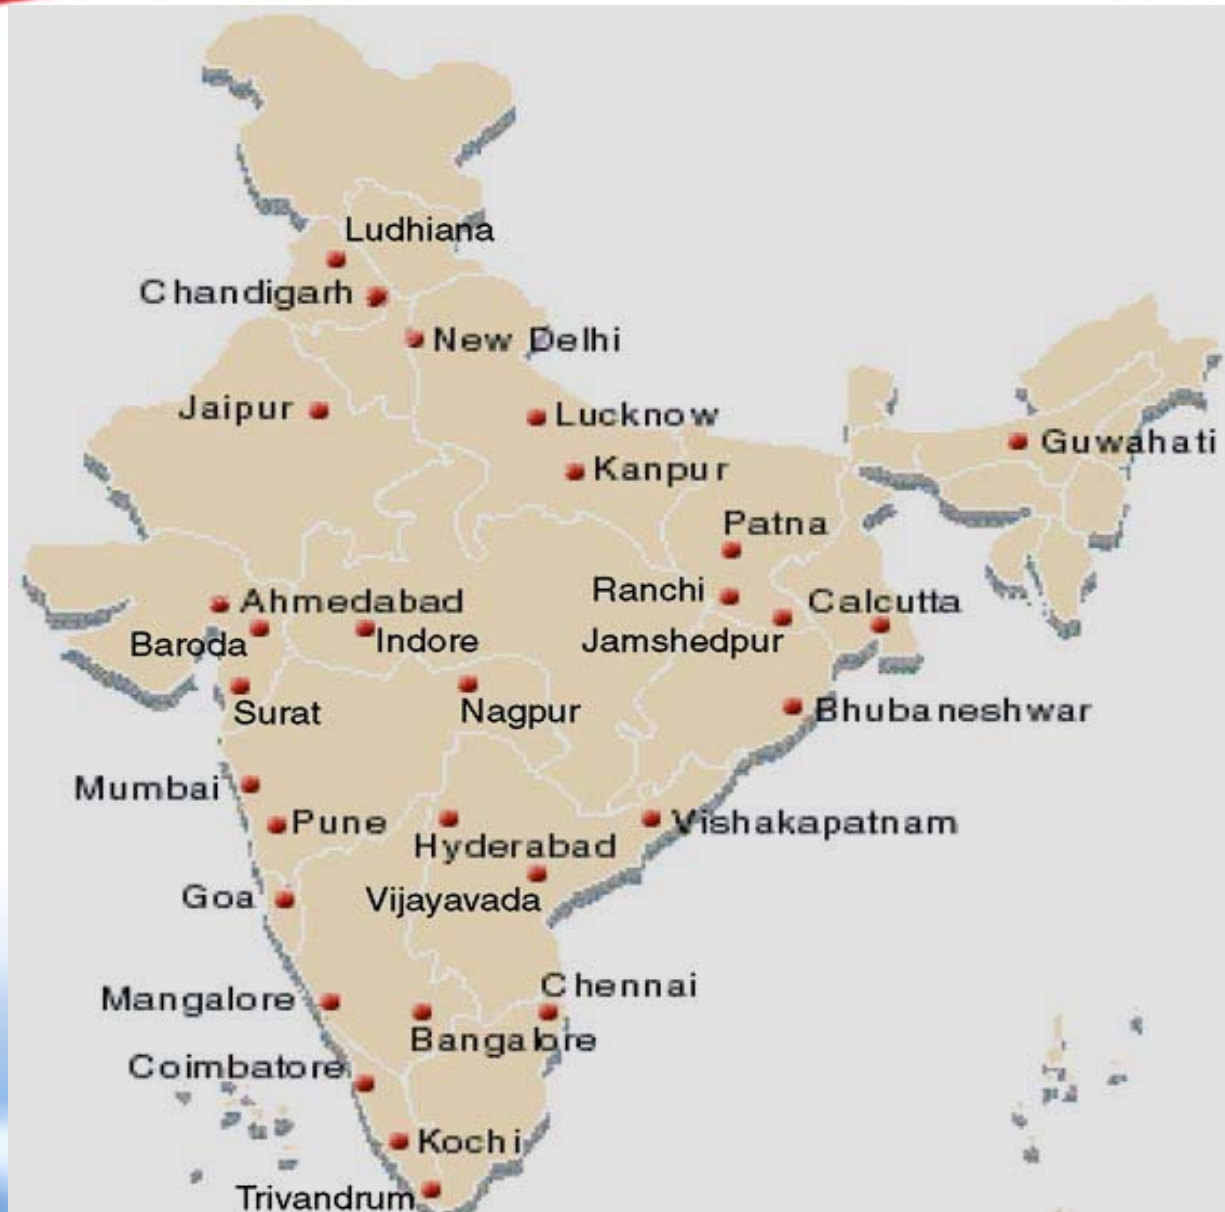 Ludhiana
Chandigarh
New Delhi
Jaipur
Lucknow
Guwahati
Kanpur
Patna
Ranchi
Ahmedabad
Calcutta
Baroda
Indore
Jamshedpur
Surat
Nagpur
Bhubaneshwar
Mumbai
Pune
Vishakapatnam
Hyderabad
Goa
Vijayavada
Chennai
Mangalore
Bangalore
Coimbatore
Kochi
Trivandrum